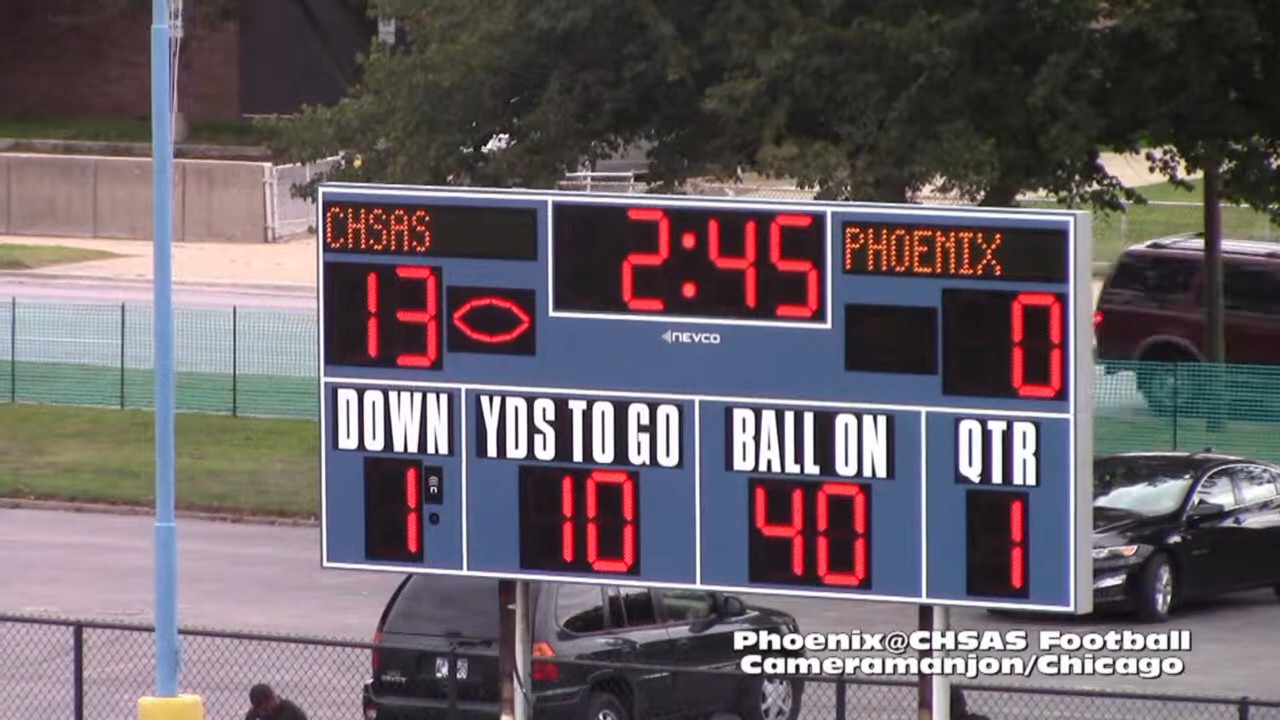 CHSAS
2:45
PHOENIX
13
0
NEVCO
DOWN
YDS TO GO
BALL ON
QTR
1
10
40
1
Phoenix@CHSAS Football
Cameramanjon/Chicago